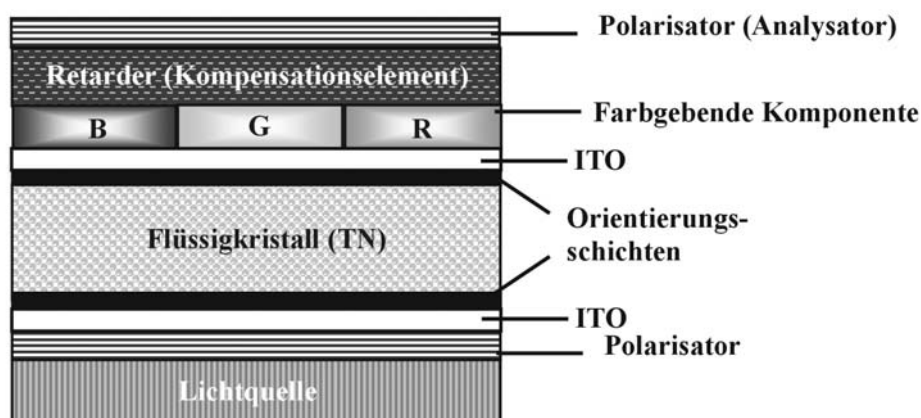 Polarisator (Analysator)
Retarder (Kompensationselement)
Farbgebende Komponente
B G R
ITO
Orientierungs-
schichten
Flüssigkristall (TN)
ITO
Polarisator
Lichtquelle